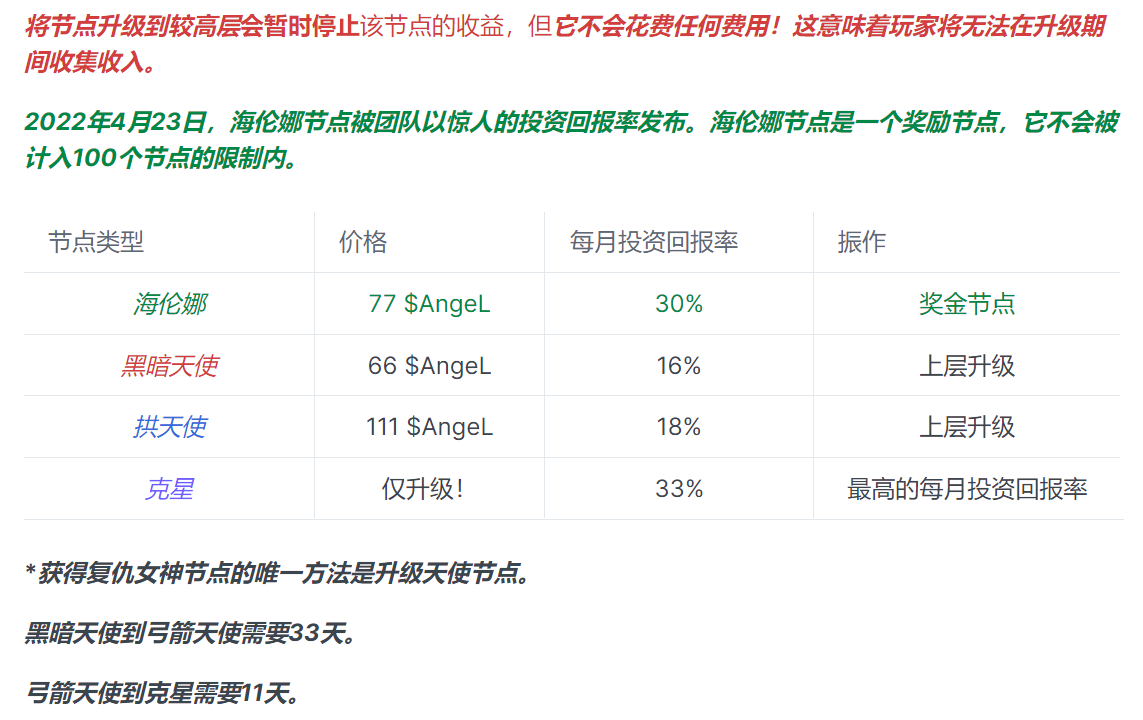 将节点升级到较高层会暂时停止该节点的收益，但它不会花费任何费用！这意味着玩家将无法在升级期
间收集收入。
2022年4月23日，海伦娜节点被团队以惊人的投资回报率发布。海伦娜节点是一个奖励节点，它不会被
计入100个节点的限制内。
节点类型 价格 每月投资回报率 振作
海伦娜 77 $AngeL 30% 奖金节点
黑暗天使 66 $AngeL 16% 上层升级
拱天使 111 $AngeL 18% 上层升级
克星 仅升级！ 33% 最高的每月投资回报率
*获得复仇女神节点的唯一方法是升级天使节点。
黑暗天使到弓箭天使需要33天。
弓箭天使到克星需要11天。